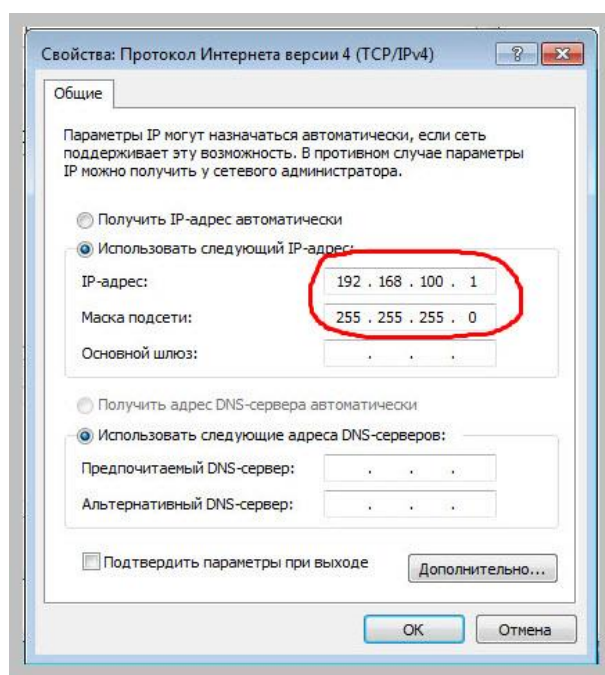 Свойства: Протокол Интернета версии 4 (TCP/IPv4)
Общие
Параметры IP могут назначаться автоматически, если сеть
поддерживает эту возможность. В противном случае параметры
IP можно получить у сетевого администратора.
Получить IP-адрес автоматически
Использовать следующий IP-адрес:
IP-адрес: 192 . 168 . 100 . 1
Маска подсети: 255 . 255 . 255 . 0
Основной шлюз: . . .
Получить адрес DNS-сервера автоматически
Использовать следующие адреса DNS-серверов:
Предпочитаемый DNS-сервер: . . .
Альтернативный DNS-сервер: . . .
Подтвердить параметры при выходе
Дополнительно...
ОК
Отмена